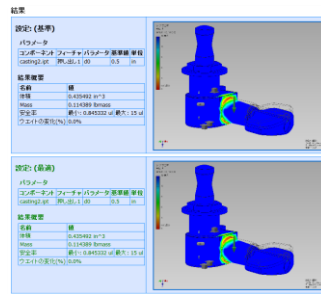 結果
設定: (基準)
パラメータ
コンポーネント フィーチャ パラメータ 基準値 単位
casting2.ipt 押し出し1 d0 0.5 in
結果概要
名前 値
体積 0.435492 in^3
Mass 0.114389 lbmass
安全率 最小: 0.845332 ul 最大: 15 ul
ウエイトの変化(%) 0.0%
設定: (最適)
パラメータ
コンポーネント フィーチャ パラメータ 基準値 単位
casting2.ipt 押し出し1 d0 0.5 in
結果概要
名前 値
体積 0.435492 in^3
Mass 0.114389 lbmass
安全率 最小: 0.845332 ul 最大: 15 ul
ウエイトの変化(%) 0.0%